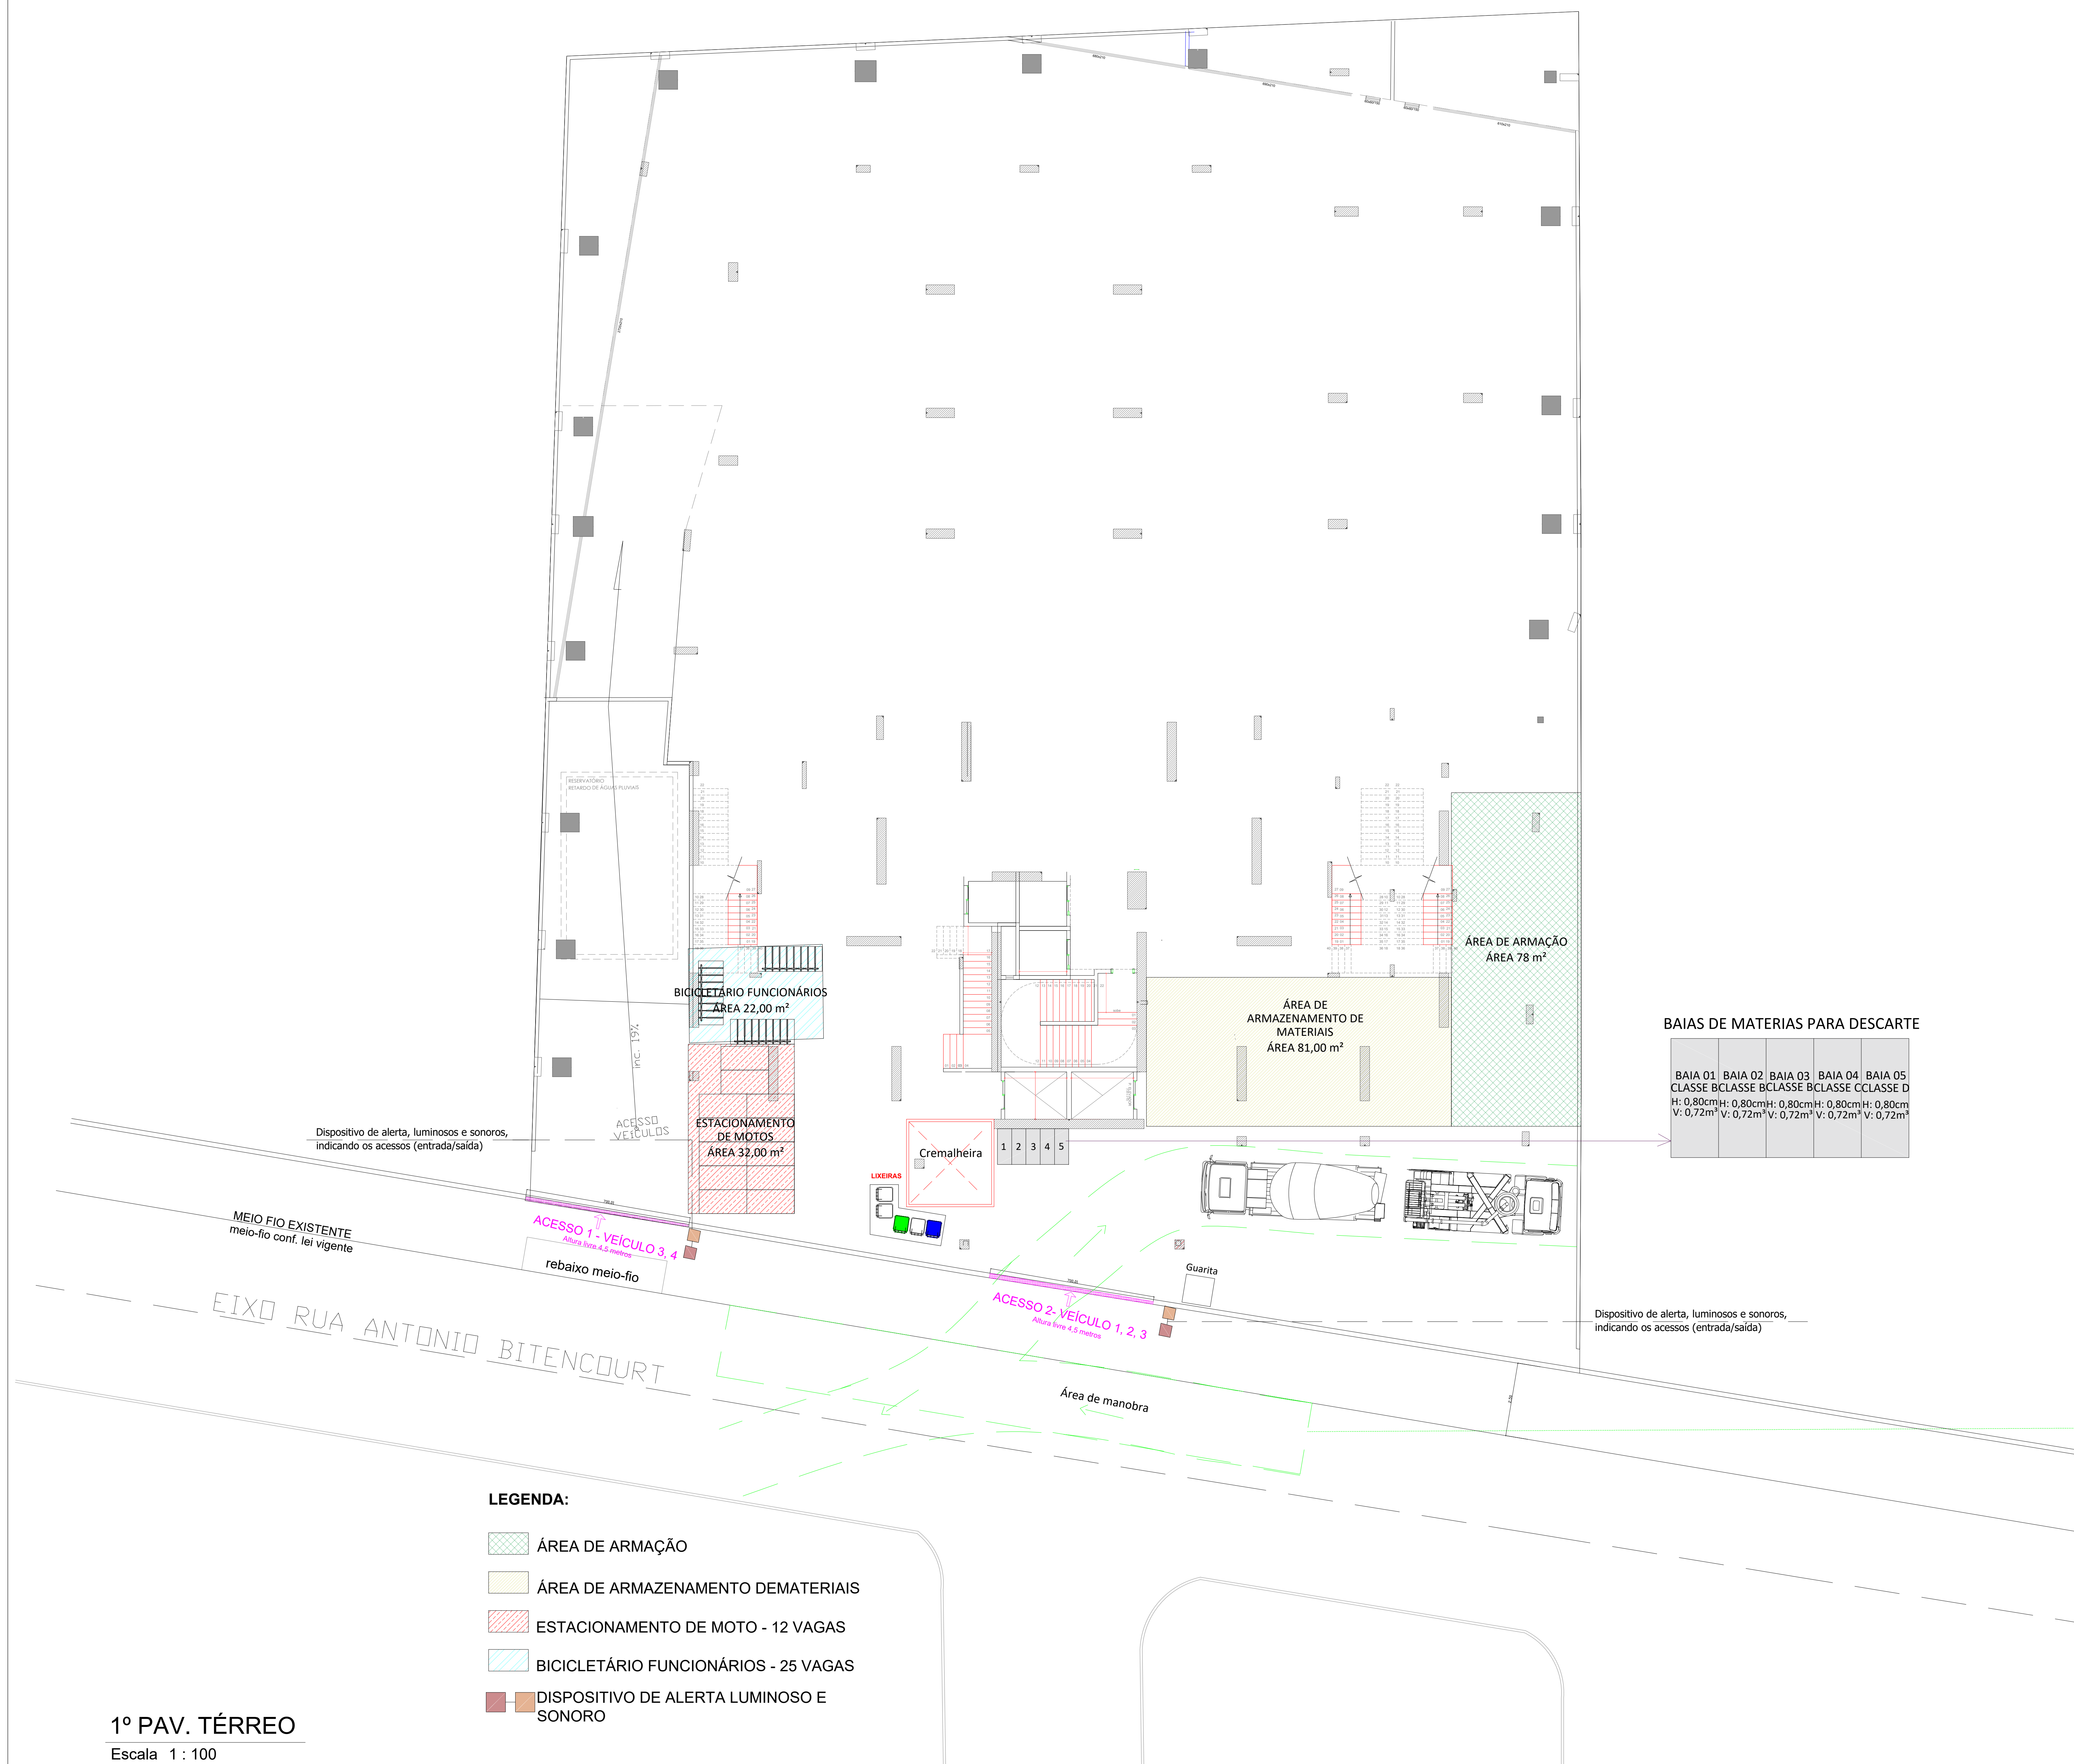 RESERVATÓRIO
RETARDO DE ÁGUAS PLUVIAIS
BICICLETÁRIO FUNCIONÁRIOS
ÁREA 22,00 m²
ÁREA DE ARMAÇÃO
ÁREA 78 m²
ÁREA DE
ARMAZENAMENTO DE
MATERIAIS
ÁREA 81,00 m²
BAIAS DE MATERIAS PARA DESCARTE
BAIA 01
CLASSE B
H: 0,80cm
V: 0,72m³
BAIA 02
CLASSE B
H: 0,80cm
V: 0,72m³
BAIA 03
CLASSE B
H: 0,80cm
V: 0,72m³
BAIA 04
CLASSE C
H: 0,80cm
V: 0,72m³
BAIA 05
CLASSE D
H: 0,80cm
V: 0,72m³
inc. 19%
ACESSO
VEÍCULOS
ESTACIONAMENTO
DE MOTOS
ÁREA 32,00 m²
Dispositivo de alerta, luminosos e sonoros,
indicando os acessos (entrada/saída)
Cremalheira
1 2 3 4 5
LIXEIRAS
ACESSO 1 - VEÍCULO 3, 4
Altura livre 4,5 metros
MEIO FIO EXISTENTE
meio-fio conf. lei vigente
rebaixo meio-fio
Guarita
ACESSO 2- VEÍCULO 1, 2, 3
Altura livre 4,5 metros
Dispositivo de alerta, luminosos e sonoros,
indicando os acessos (entrada/saída)
EIXO RUA ANTONIO BITENCOURT
Área de manobra
LEGENDA:
ÁREA DE ARMAÇÃO
ÁREA DE ARMAZENAMENTO DEMATERIAIS
ESTACIONAMENTO DE MOTO - 12 VAGAS
BICICLETÁRIO FUNCIONÁRIOS - 25 VAGAS
DISPOSITIVO DE ALERTA LUMINOSO E
SONORO
1º PAV. TÉRREO
Escala 1 : 100